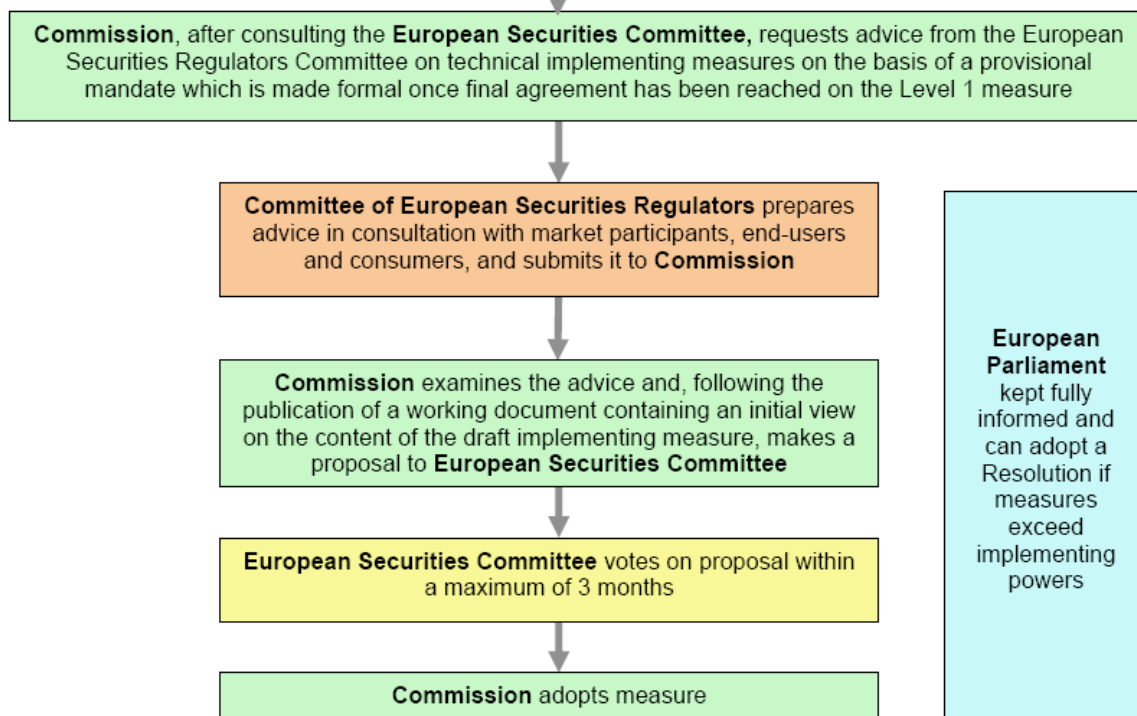 Commission, after consulting the European Securities Committee, requests advice from the European
Securities Regulators Committee on technical implementing measures on the basis of a provisional
mandate which is made formal once final agreement has been reached on the Level 1 measure
Committee of European Securities Regulators prepares
advice in consultation with market participants, end-users
and consumers, and submits it to Commission
Commission examines the advice and, following the
publication of a working document containing an initial view
on the content of the draft implementing measure, makes a
proposal to European Securities Committee
European Securities Committee votes on proposal within
a maximum of 3 months
Commission adopts measure
European
Parliament
kept fully
informed and
can adopt a
Resolution if
measures
exceed
implementing
powers